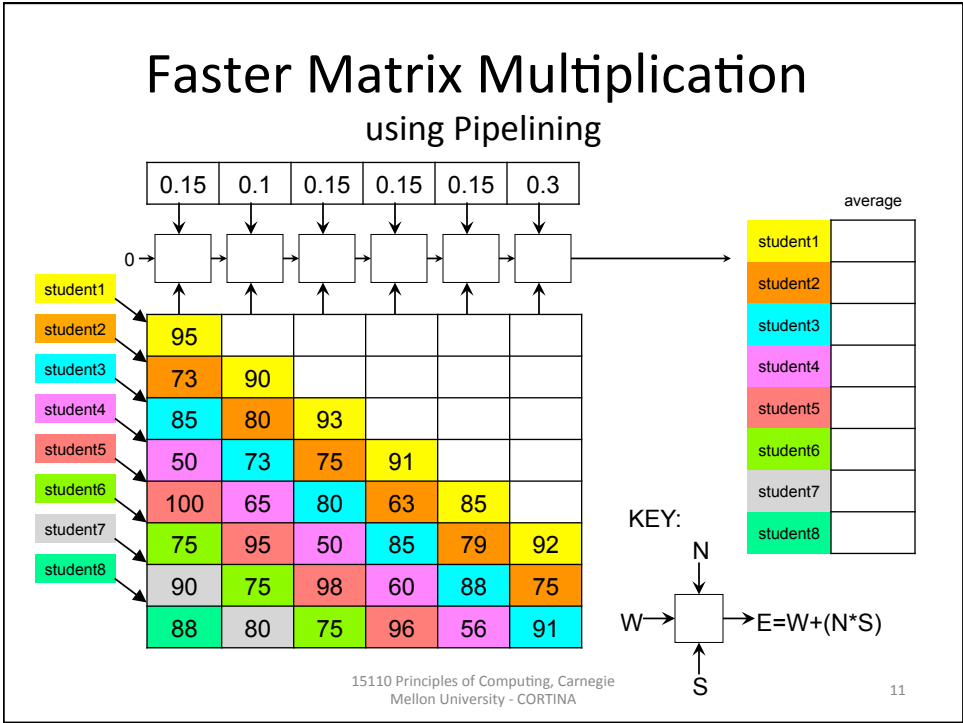 Faster Matrix Multiplication
using Pipelining
0.15 0.1 0.15 0.15 0.15 0.3
0
student1
student2
student3
student4
student5
student6
student7
student8
95
73 90
85 80 93
50 73 75 91
100 65 80 63 85
75 95 50 85 79 92
90 75 98 60 88 75
88 80 75 96 56 91
average
student1
student2
student3
student4
student5
student6
student7
student8
KEY:
N
W E=W+(N*S)
S
15110 Principles of Computing, Carnegie
Mellon University - CORTINA
11